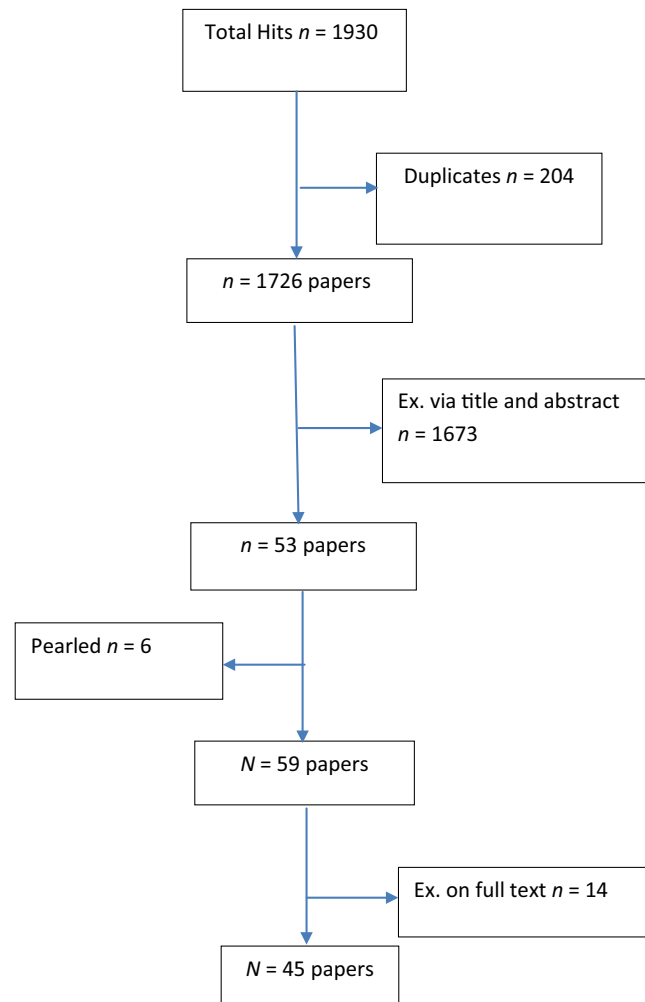 Total Hits n = 1930
Duplicates n = 204
n = 1726 papers
Ex. via title and abstract
n = 1673
n = 53 papers
Pearled n = 6
N = 59 papers
Ex. on full text n = 14
N = 45 papers